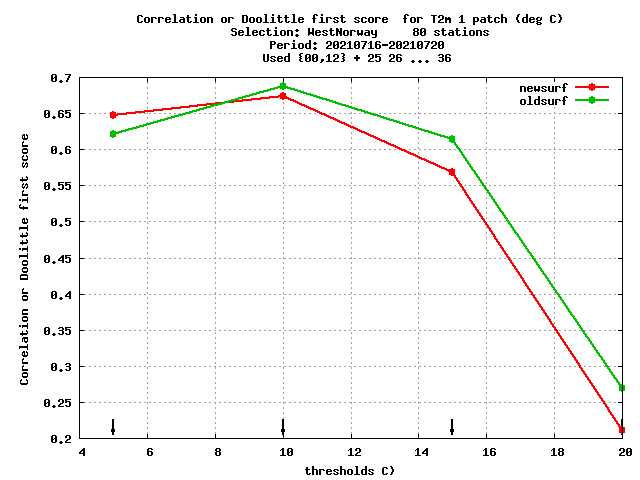 Correlation or Doolittle first score  for T2m 1 patch (deg C)
Selection: WestNorway     80 stations
Period: 20210716-20210720
Used {00,12} + 25 26 ... 36
newsurf
oldsurf
Correlation or Doolittle first score
0.7
0.65
0.6
0.55
0.5
0.45
0.4
0.35
0.3
0.25
0.2
4 6 8 10 12 14 16 18 20
thresholds C)